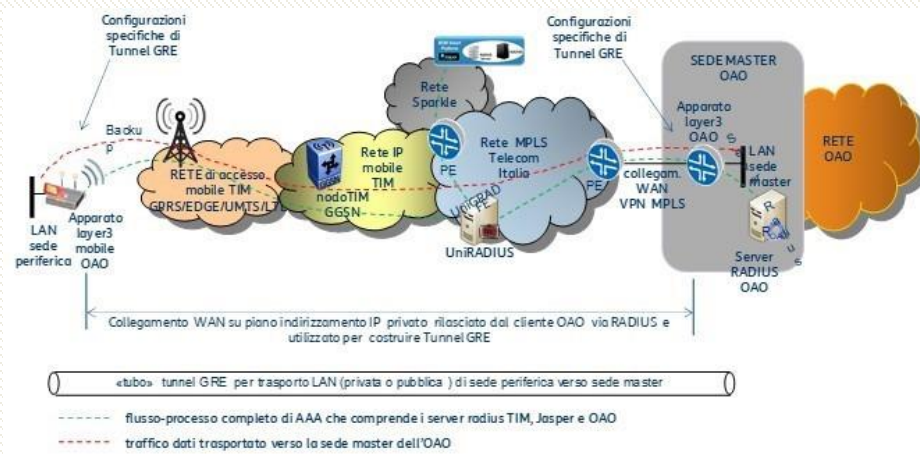 Configurazioni
specifiche di
Tunnel GRE
Configurazioni
specifiche di
Tunnel GRE
SEDE MASTER
OAO
Rete
Sparkle
Backu
p
Apparato
layer3
OAO
RETE
OAO
Rete IP
mobile
TIM
Rete MPLS
Telecom
Italia
LAN
sede
master
RETE di accesso
mobile TIM
GPRS/EDGE/UMTS/LT
GGSN
nodoTIM
GGSN
PE
PE
collegam.
WAN
VPN MPLS
LAN
sede
periferica
Apparato
layer3
mobile
OAO
UniRADIUS
Server
RADIUS
OAO
Collegamento WAN su piano indirizzamento IP privato rilasciato dal cliente OAO via RADIUS e
utilizzato per costruire Tunnel GRE
«tubo» tunnel GRE per trasporto LAN (privata o pubblica ) di sede periferica verso sede master
flusso-processo completo di AAA che comprende i server radius TIM, Jasper e OAO
traffico dati trasportato verso la sede master dell'OAO